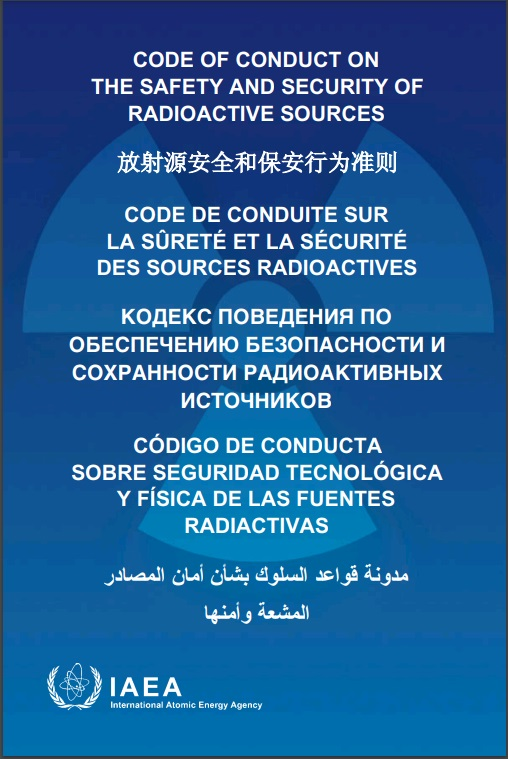 CODE OF CONDUCT ON
THE SAFETY AND SECURITY OF
RADIOACTIVE SOURCES
放射源安全和保安行为准则
CODE DE CONDUITE SUR
LA SÛRETÉ ET LA SÉCURITÉ
DES SOURCES RADIOACTIVES
КОДЕКС ПОВЕДЕНИЯ ПО
ОБЕСПЕЧЕНИЮ БЕЗОПАСНОСТИ И
СОХРАННОСТИ РАДИОАКТИВНЫХ
ИСТОЧНИКОВ
CÓDIGO DE CONDUCTA
SOBRE SEGURIDAD TECNOLÓGICA
Y FÍSICA DE LAS FUENTES
RADIACTIVAS
مدونة قواعد السلوك بشأن أمان المصادر
المشعة وأمنها
IAEA
International Atomic Energy Agency